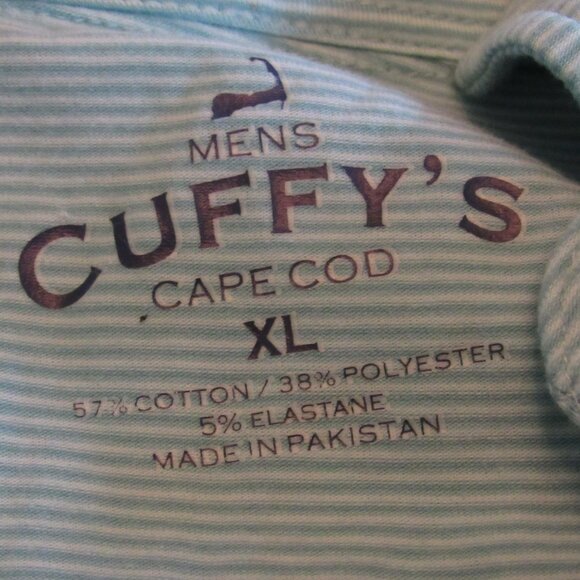 MENS
CUFFY'S
CAPE COD
XL
57% COTTON / 38% POLYESTER
5% ELASTANE
MADE IN PAKISTAN